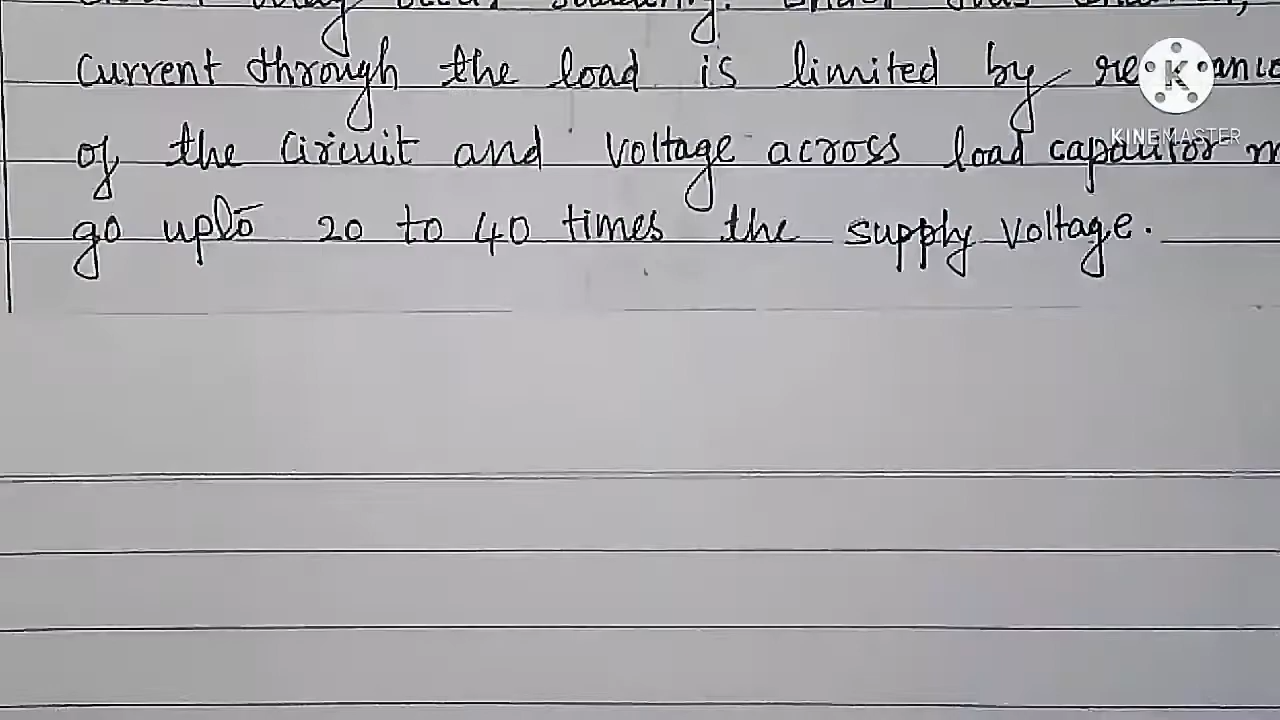 current through the load is limited by
K
KINEMASTER
of the circuit and voltage across load capacitor
go upto 20 to 40 times the supply voltage.